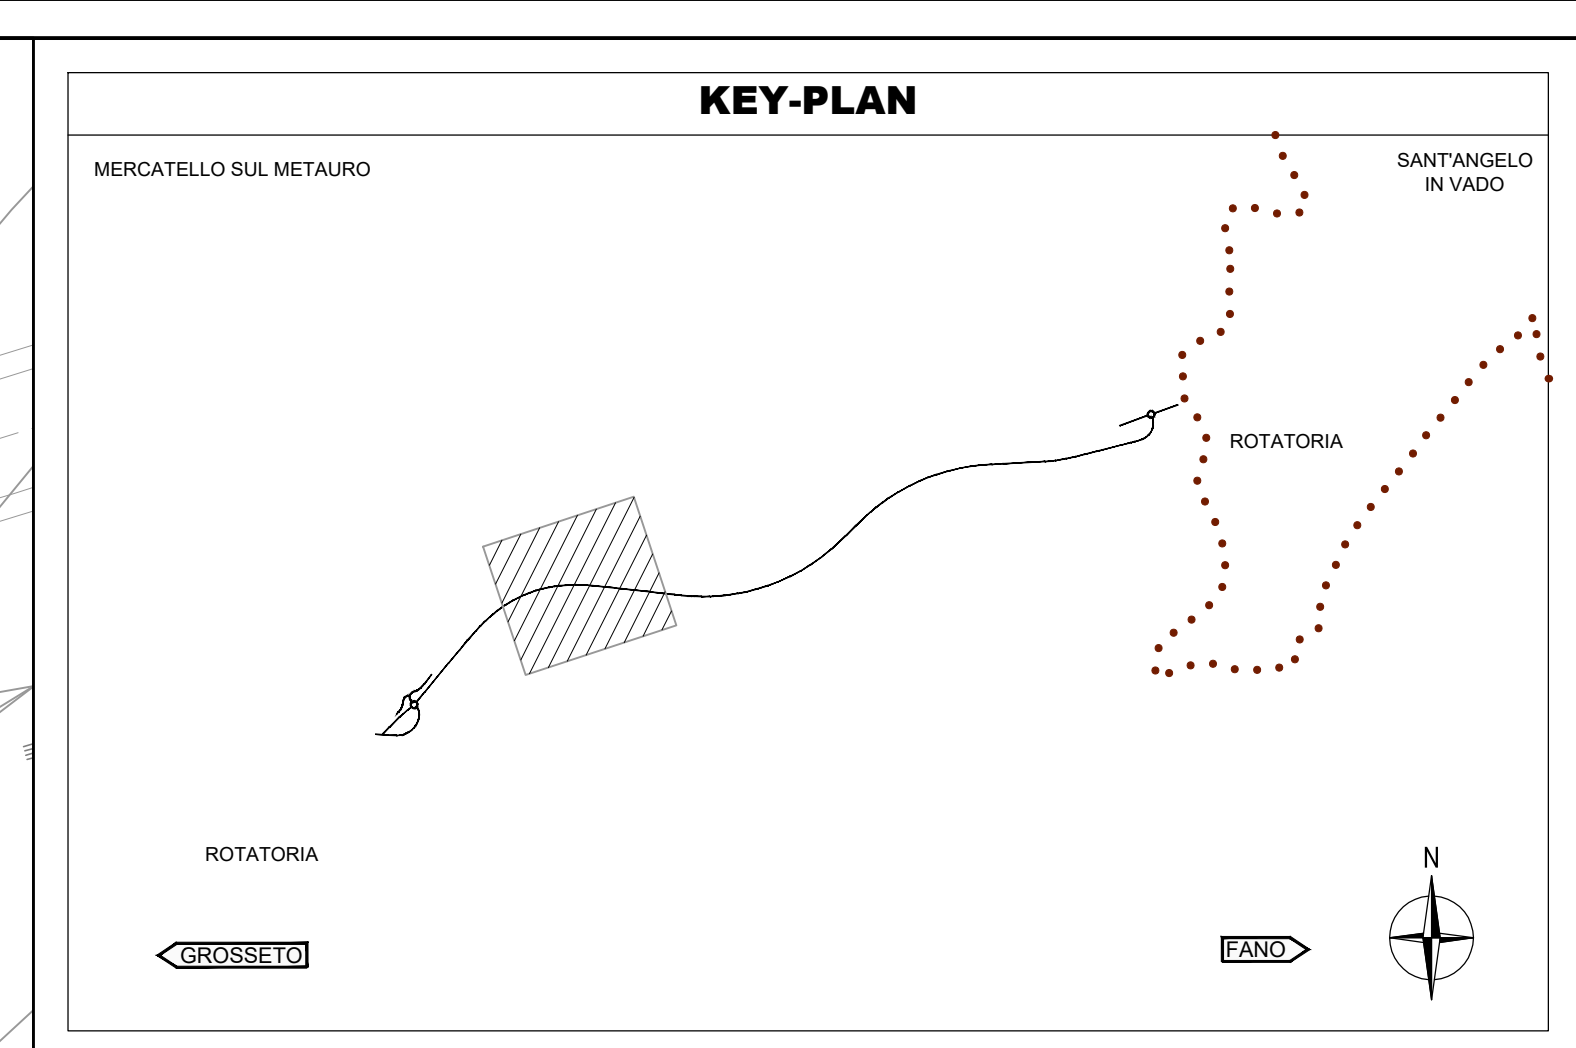 KEY-PLAN
MERCATELLO SUL METAURO
SANT'ANGELO
IN VADO
ROTATORIA
ROTATORIA
N
GROSSETO
FANO